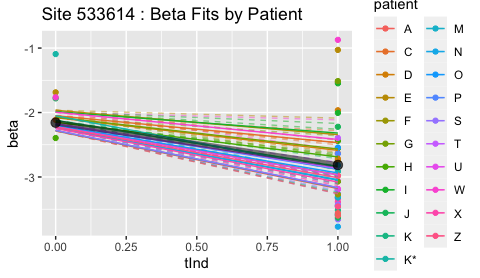 Site 533614 : Beta Fits by Patient
patient
-1
-2
-3
beta
0.00 0.25 0.50 0.75 1.00
tInd
A M
C N
D O
E P
F S
G T
H U
I W
J X
K Z
K*